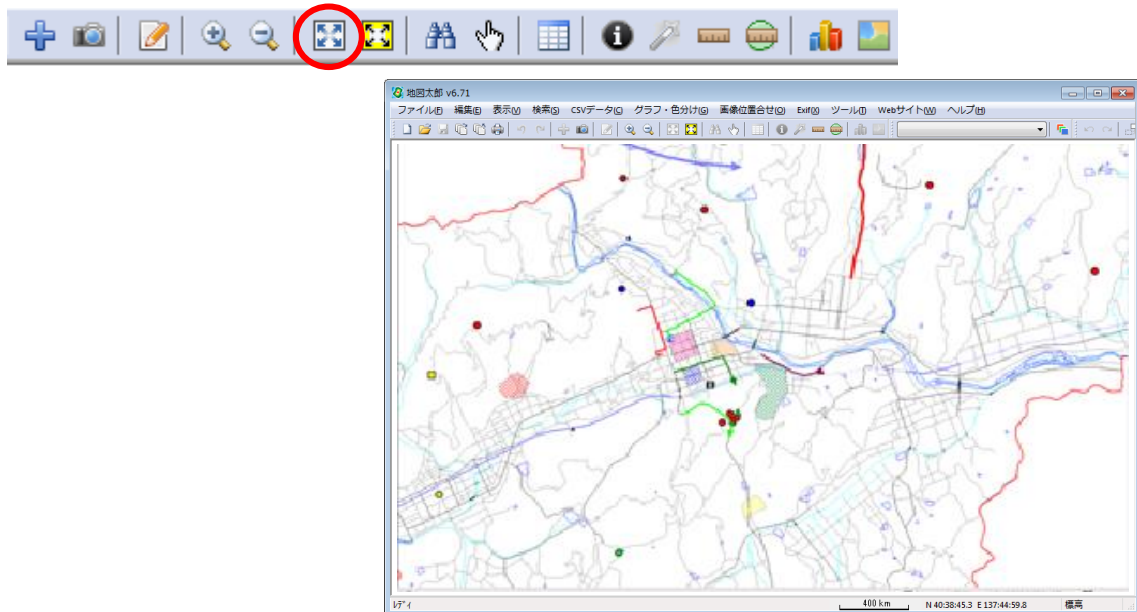 地図太郎 v6.71
ファイル(F) 編集(E) 表示(V) 検索(S) CSVデータ(C) グラフ・色分け(G) 画像位置合せ(O) Exif(X) ツール(T) Webサイト(W) ヘルプ(H)
ﾚﾃﾞｨ 400 km N 40:38:45.3 E 137:44:59.8 標高